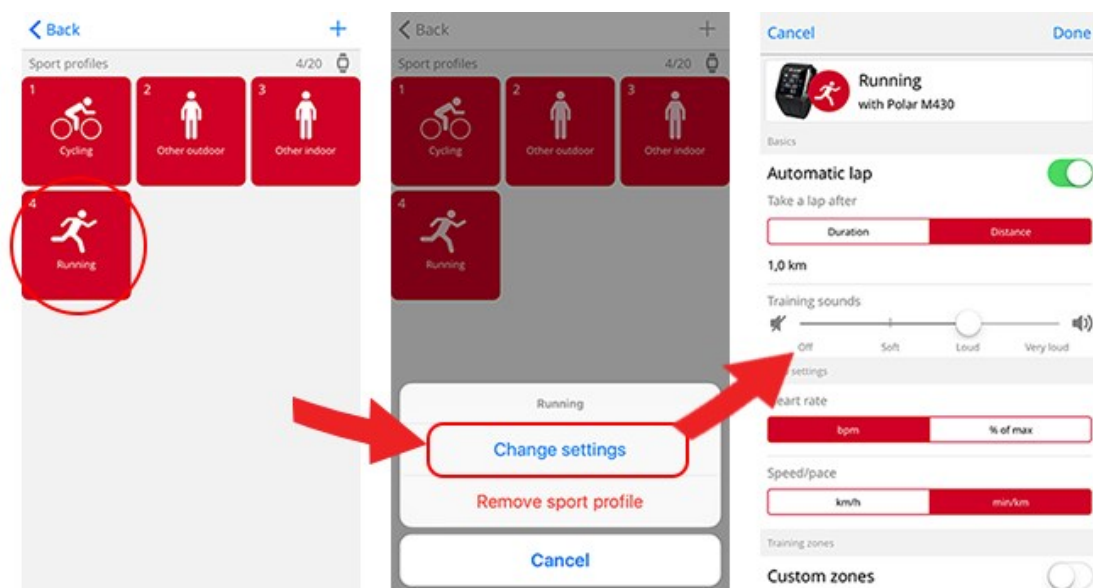 Back
+
Sport profiles 4/20
1
Cycling
2
Other outdoor
3
Other indoor
4
Running
Back
+
Sport profiles 4/20
1
Cycling
2
Other outdoor
3
Other indoor
4
Running
Running
Change settings
Remove sport profile
Cancel
Cancel Done
Running
with Polar M430
Basics
Automatic lap
Take a lap after
Duration Distance
1,0 km
Training sounds
Off Soft Loud Very loud
settings
eart rate
bpm % of max
Speed/pace
km/h min/km
Training zones
Custom zones